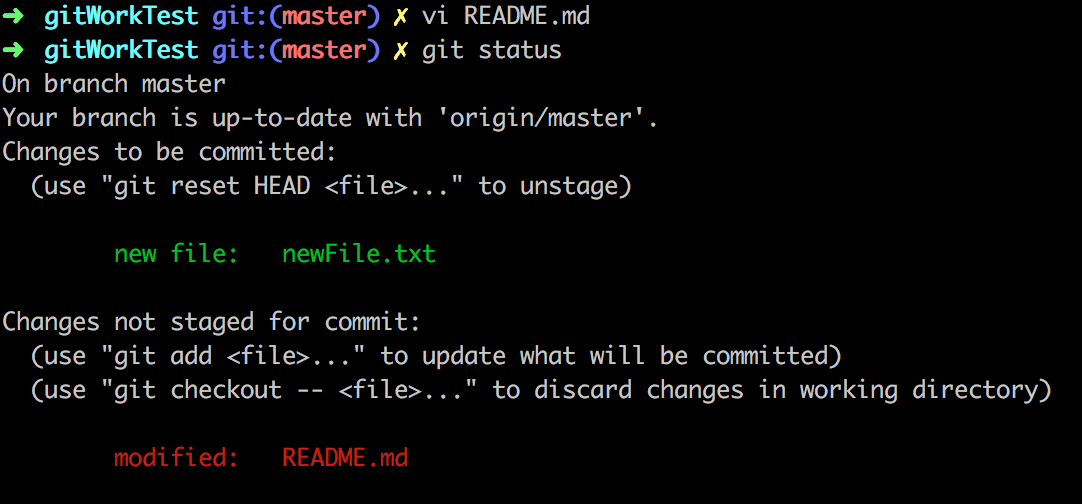 ➜ gitWorkTest git:(master) ✗ vi README.md
➜ gitWorkTest git:(master) ✗ git status
On branch master
Your branch is up-to-date with 'origin/master'.
Changes to be committed:
  (use "git reset HEAD <file>..." to unstage)

        new file:   newFile.txt

Changes not staged for commit:
  (use "git add <file>..." to update what will be committed)
  (use "git checkout -- <file>..." to discard changes in working directory)

        modified:   README.md